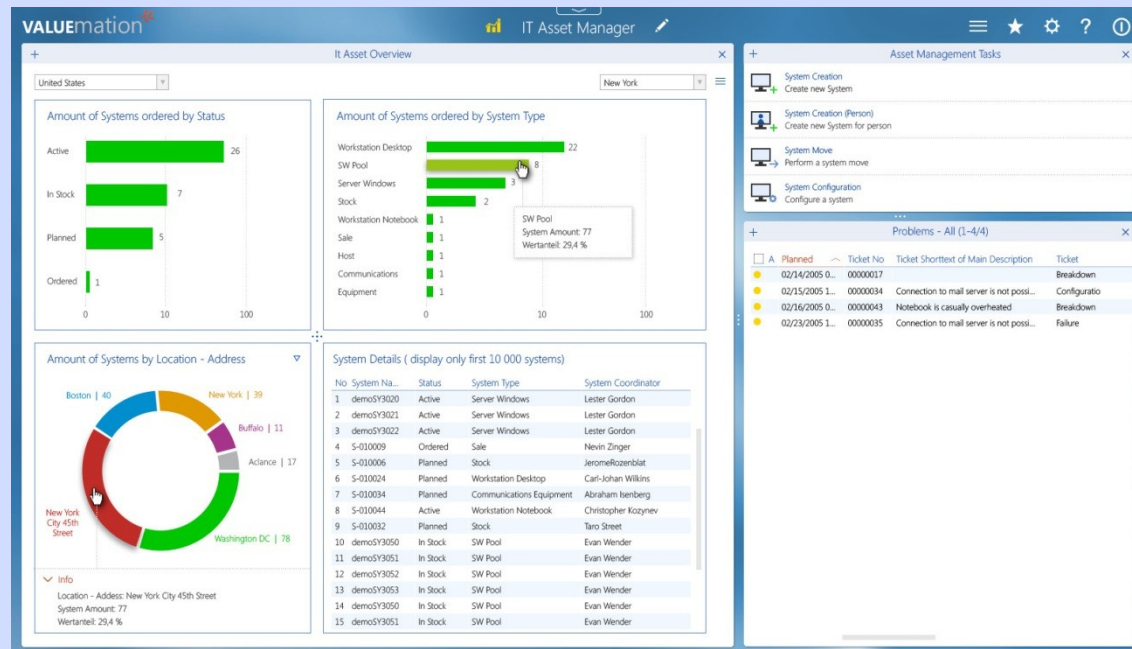 VALUEmation
IT Asset Manager
It Asset Overview
United States
New York
Amount of Systems ordered by Status
Active 26
In Stock 7
Planned 5
Ordered 1
0 10 100
Amount of Systems ordered by System Type
Workstation Desktop 22
SW Pool 8
Server Windows 3
Stock 2
Workstation Notebook 1
Sale 1
Host 1
Communications 1
Equipment 1
0 10 100
SW Pool
System Amount: 77
Wertanteil: 29,4 %
Amount of Systems by Location - Address
Boston | 40
New York | 39
Buffalo | 11
Aclance | 17
New York
City 45th
Street
Washington DC | 78
Info
Location - Addess: New York City 45th Street
System Amount: 77
Wertanteil: 29,4 %
System Details ( display only first 10 000 systems)
No System Na... Status System Type System Coordinator
1 demoSY3020 Active Server Windows Lester Gordon
2 demoSY3021 Active Server Windows Lester Gordon
3 demoSY3022 Active Server Windows Lester Gordon
4 S-010009 Ordered Sale Nevin Zinger
5 S-010006 Planned Stock JeromeRozenblat
6 S-010024 Planned Workstation Desktop Carl-Johan Wilkins
7 S-010034 Planned Communications Equipment Abraham Isenberg
8 S-010044 Active Workstation Notebook Christopher Kozynev
9 S-010032 Planned Stock Taro Street
10 demoSY3050 In Stock SW Pool Evan Wender
11 demoSY3051 In Stock SW Pool Evan Wender
12 demoSY3052 In Stock SW Pool Evan Wender
13 demoSY3053 In Stock SW Pool Evan Wender
14 demoSY3050 In Stock SW Pool Evan Wender
15 demoSY3051 In Stock SW Pool Evan Wender
Asset Management Tasks
System Creation
Create new System
System Creation (Person)
Create new System for person
System Move
Perform a system move
System Configuration
Configure a system
Problems - All (1-4/4)
A Planned Ticket No Ticket Shorttext of Main Description Ticket
02/14/2005 0... 00000017 Breakdown
02/15/2005 1... 00000034 Connection to mail server is not possi... Configuratio
02/16/2005 0... 00000043 Notebook is casually overheated Breakdown
02/23/2005 1... 00000035 Connection to mail server is not possi... Failure